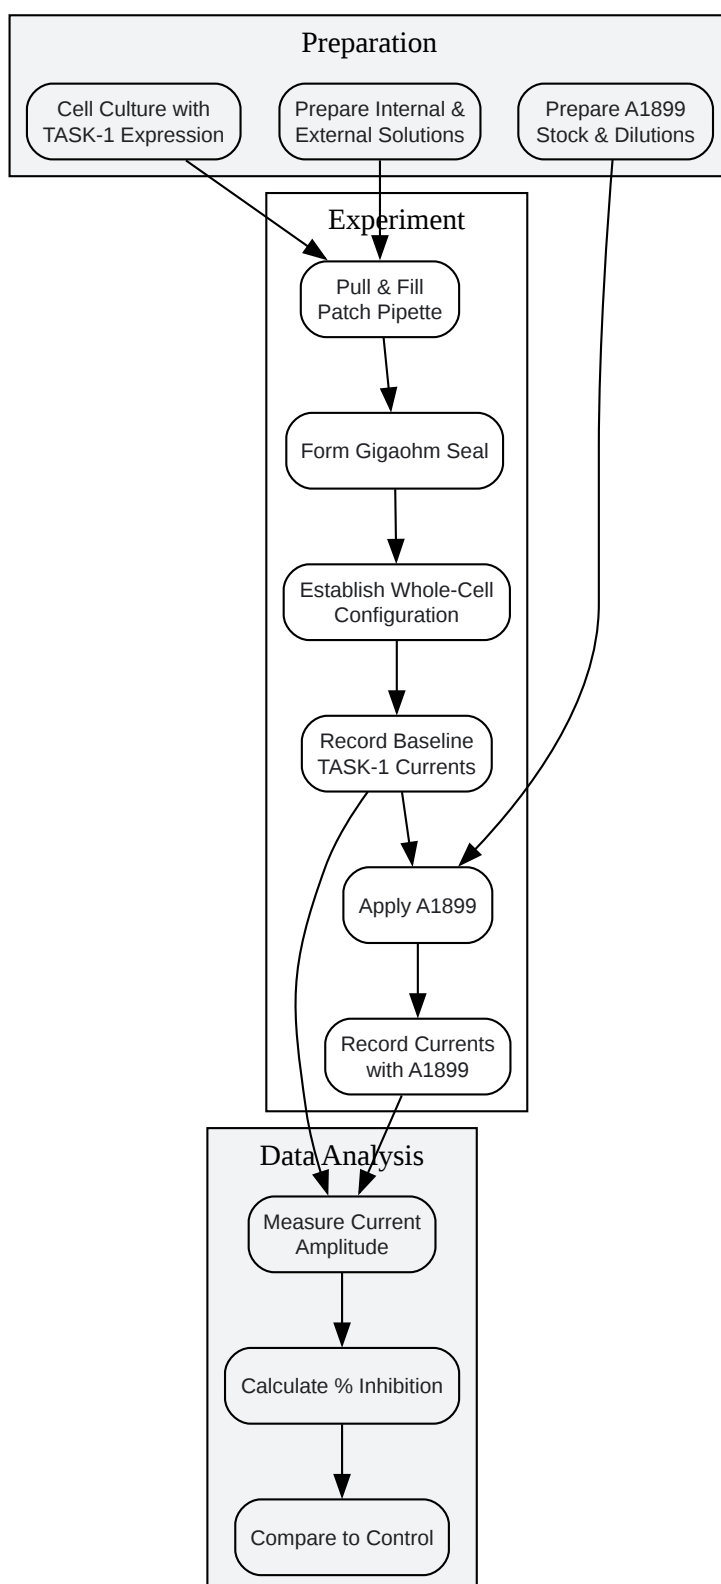 Preparation
Cell Culture with
TASK-1 Expression
Prepare Internal &
External Solutions
Prepare A1899
Stock & Dilutions
Experiment
Pull & Fill
Patch Pipette
Form Gigaohm Seal
Establish Whole-Cell
Configuration
Record Baseline
TASK-1 Currents
Apply A1899
Record Currents
with A1899
Data Analysis
Measure Current
Amplitude
Calculate % Inhibition
Compare to Control